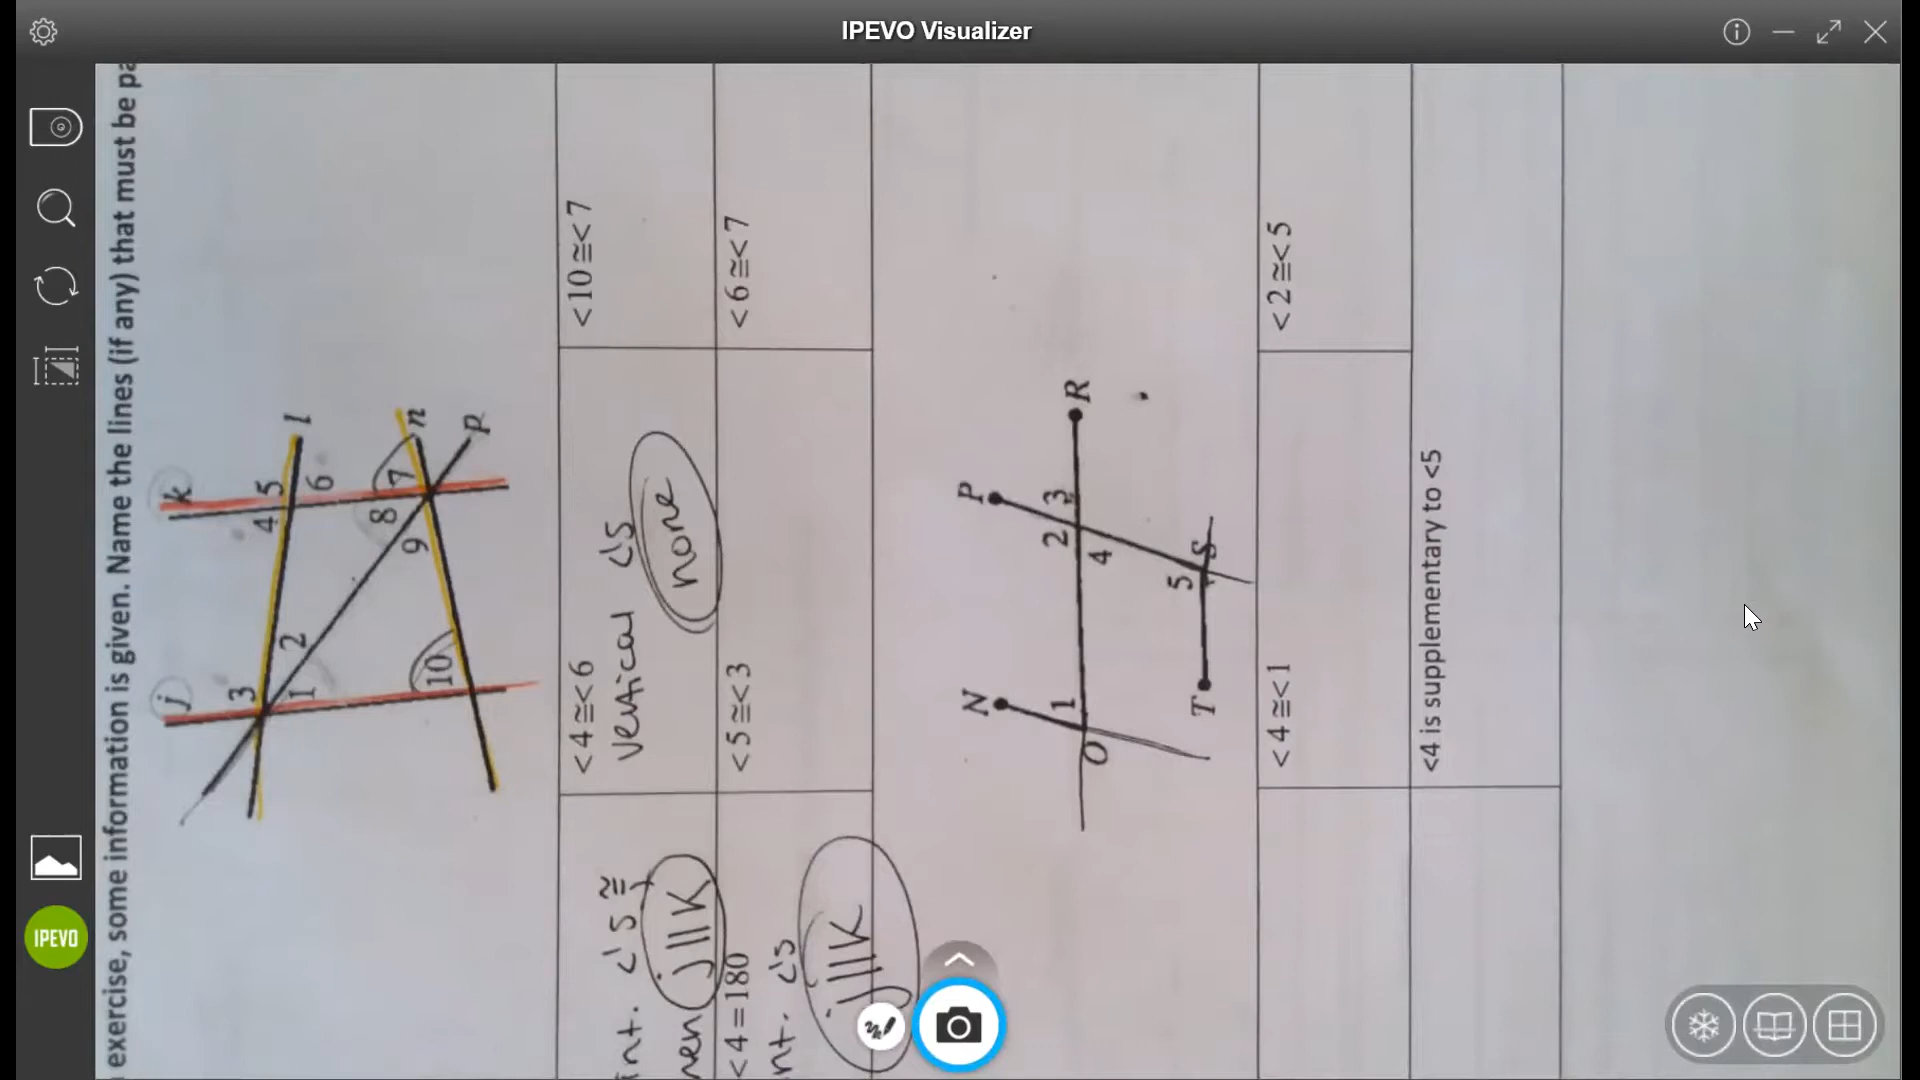 IPEVO Visualizer
exercise, some information is given. Name the lines (if any) that must be pa
j
k
l
n
p
3
1
2
4
5
6
8
7
9
10
int. <'s ≅
j || K
<4≅<6
vertical <'s
none
<10≅<7
<4=180
nt. <'s
j || K
<5≅<3
<6≅<7
N
P
R
O
1
2
3
4
5
S
T
<4≅<1
<2≅<5
<4 is supplementary to <5
IPEVO